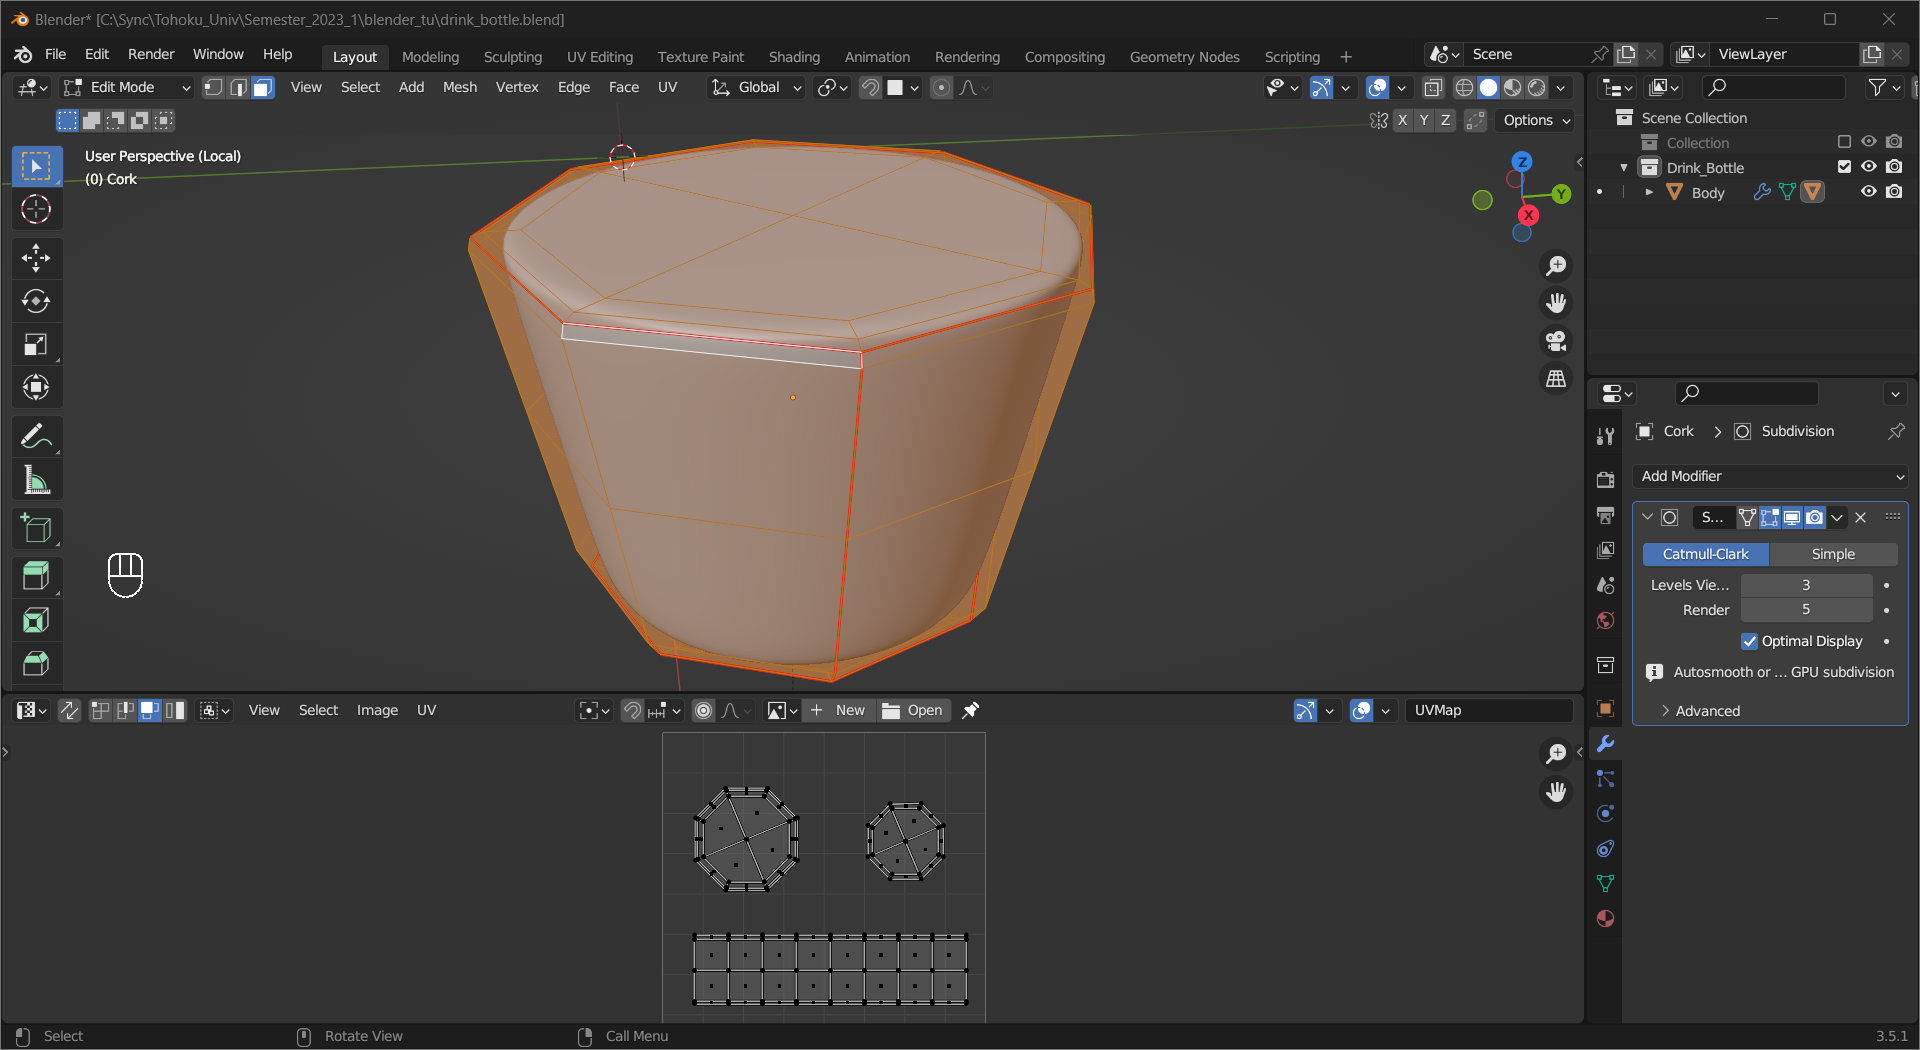 Blender* [C:\Sync\Tohoku_Univ\Semester_2023_1\blender_tu\drink_bottle.blend]
File Edit Render Window Help Layout Modeling Sculpting UV Editing Texture Paint Shading Animation Rendering Compositing Geometry Nodes Scripting + Scene ViewLayer
Edit Mode View Select Add Mesh Vertex Edge Face UV Global
X Y Z Options
User Perspective (Local)
(0) Cork
Z
Y
X
Scene Collection
Collection
Drink_Bottle
Body
Cork > Subdivision
Add Modifier
S...
Catmull-Clark Simple
Levels Vie... 3
Render 5
Optimal Display
Autosmooth or ... GPU subdivision
Advanced
View Select Image UV New Open UVMap
Select Rotate View Call Menu 3.5.1